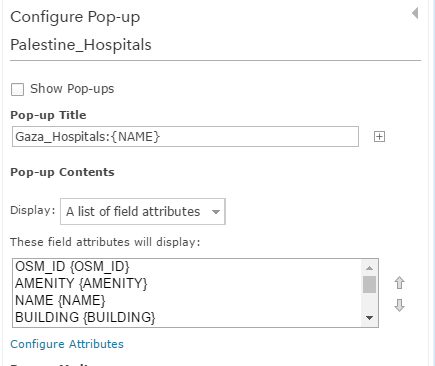 Configure Pop-up
Palestine_Hospitals
Show Pop-ups
Pop-up Title
Gaza_Hospitals:{NAME}
Pop-up Contents
Display: A list of field attributes
These field attributes will display:
OSM_ID {OSM_ID}
AMENITY {AMENITY}
NAME {NAME}
BUILDING {BUILDING}
Configure Attributes